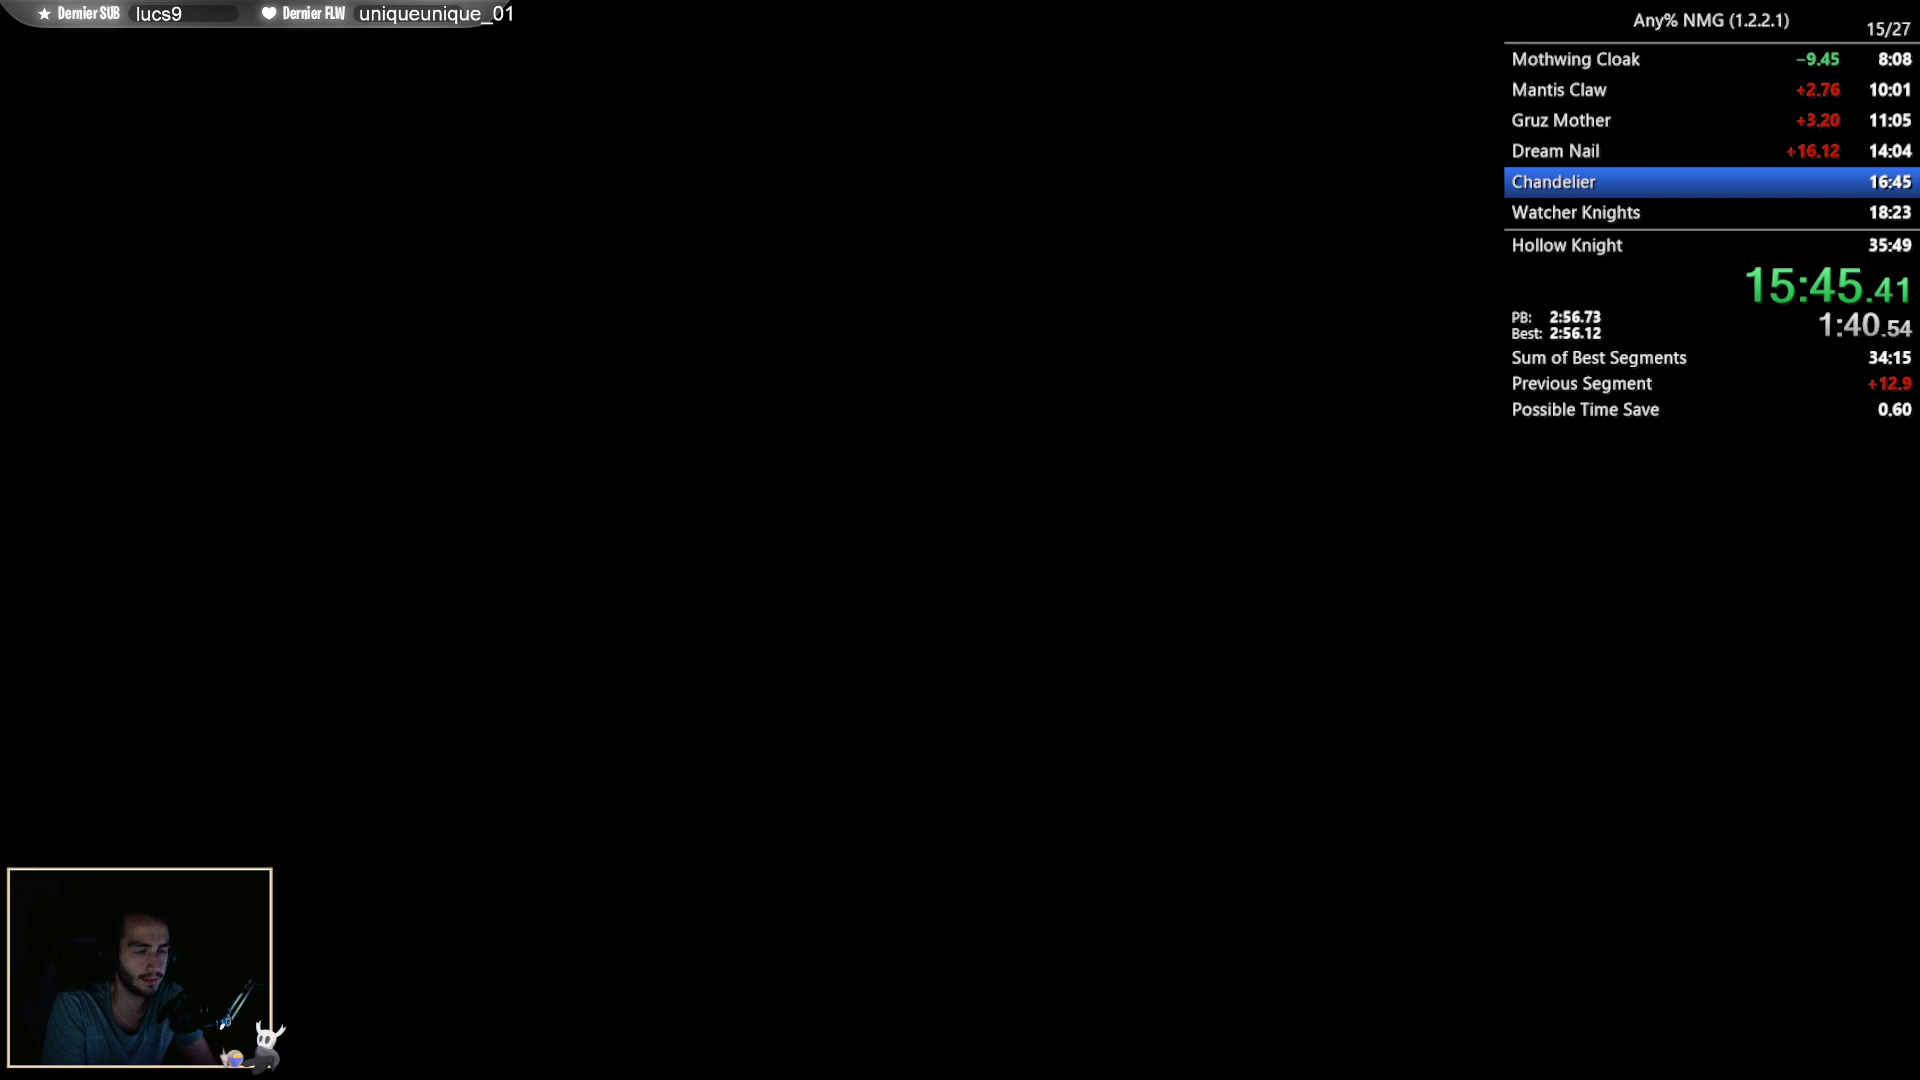 ★ Dernier SUB lucs9 Dernier FLW uniqueunique_01
Any% NMG (1.2.2.1)
15/27
Mothwing Cloak −9.45 8:08
Mantis Claw +2.76 10:01
Gruz Mother +3.20 11:05
Dream Nail +16.12 14:04
Chandelier 16:45
Watcher Knights 18:23
Hollow Knight 35:49
15:45.41
PB: 2:56.73
Best: 2:56.12
1:40.54
Sum of Best Segments 34:15
Previous Segment +12.9
Possible Time Save 0.60